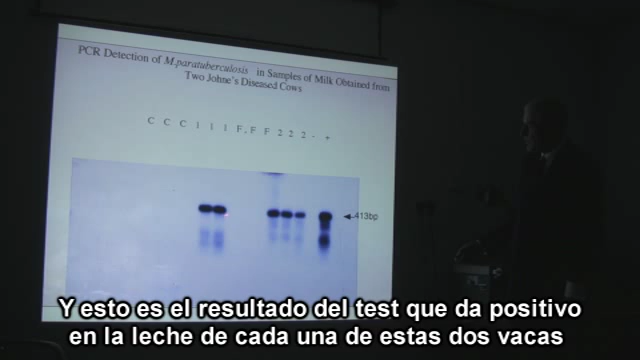 PCR Detection of M.paratuberculosis in Samples of Milk Obtained from
Two Johne's Diseased Cows
C C C 1 1 1 F, F F 2 2 2 - +
413bp
Y esto es el resultado del test que da positivo
en la leche de cada una de estas dos vacas